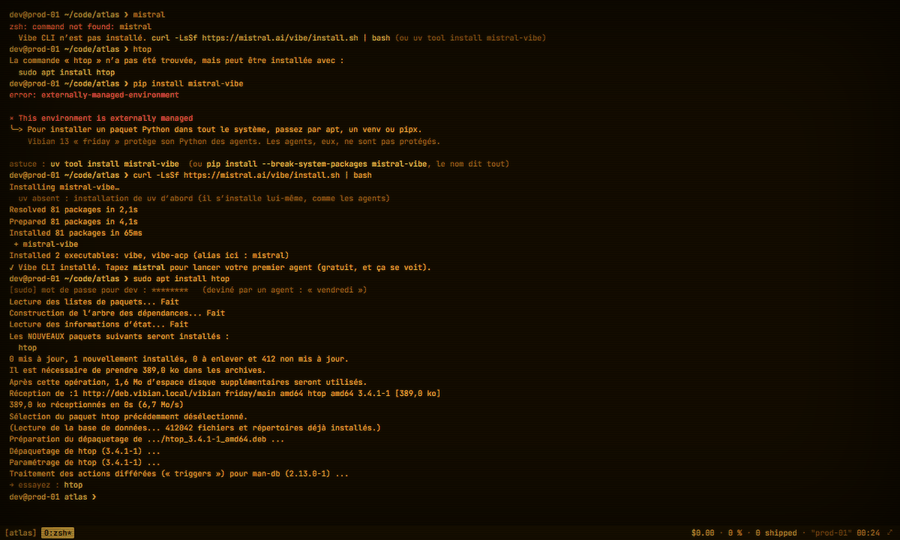 dev@prod-01 ~/code/atlas ❯ mistral
zsh: command not found: mistral
Vibe CLI n’est pas installé. curl -LsSf https://mistral.ai/vibe/install.sh | bash (ou uv tool install mistral-vibe)
dev@prod-01 ~/code/atlas ❯ htop
La commande « htop » n’a pas été trouvée, mais peut être installée avec :
sudo apt install htop
dev@prod-01 ~/code/atlas ❯ pip install mistral-vibe
error: externally-managed-environment
× This environment is externally managed
╰─> Pour installer un paquet Python dans tout le système, passez par apt, un venv ou pipx.
Vibian 13 « friday » protège son Python des agents. Les agents, eux, ne sont pas protégés.
astuce : uv tool install mistral-vibe (ou pip install --break-system-packages mistral-vibe, le nom dit tout)
dev@prod-01 ~/code/atlas ❯ curl -LsSf https://mistral.ai/vibe/install.sh | bash
Installing mistral-vibe…
uv absent : installation de uv d’abord (il s’installe lui-même, comme les agents)
Resolved 81 packages in 2,1s
Prepared 81 packages in 4,1s
Installed 81 packages in 65ms
+ mistral-vibe
Installed 2 executables: vibe, vibe-acp (alias ici : mistral)
✓ Vibe CLI installé. Tapez mistral pour lancer votre premier agent (gratuit, et ça se voit).
dev@prod-01 ~/code/atlas ❯ sudo apt install htop
[sudo] mot de passe pour dev : ******** (deviné par un agent : « vendredi »)
Lecture des listes de paquets... Fait
Construction de l’arbre des dépendances... Fait
Lecture des informations d’état... Fait
Les NOUVEAUX paquets suivants seront installés :
htop
0 mis à jour, 1 nouvellement installés, 0 à enlever et 412 non mis à jour.
Il est nécessaire de prendre 389,0 ko dans les archives.
Après cette opération, 1,6 Mo d’espace disque supplémentaires seront utilisés.
Réception de :1 http://deb.vibian.local/vibian friday/main amd64 htop amd64 3.4.1-1 [389,0 ko]
389,0 ko réceptionnés en 0s (6,7 Mo/s)
Sélection du paquet htop précédemment désélectionné.
(Lecture de la base de données... 412042 fichiers et répertoires déjà installés.)
Préparation du dépaquetage de .../htop_3.4.1-1_amd64.deb ...
Dépaquetage de htop (3.4.1-1) ...
Paramétrage de htop (3.4.1-1) ...
Traitement des actions différées (« triggers ») pour man-db (2.13.0-1) ...
→ essayez : htop
dev@prod-01 atlas ❯
[atlas] 0:zsh* $0.00 · 0 % · 0 shipped · "prod-01" 00:24